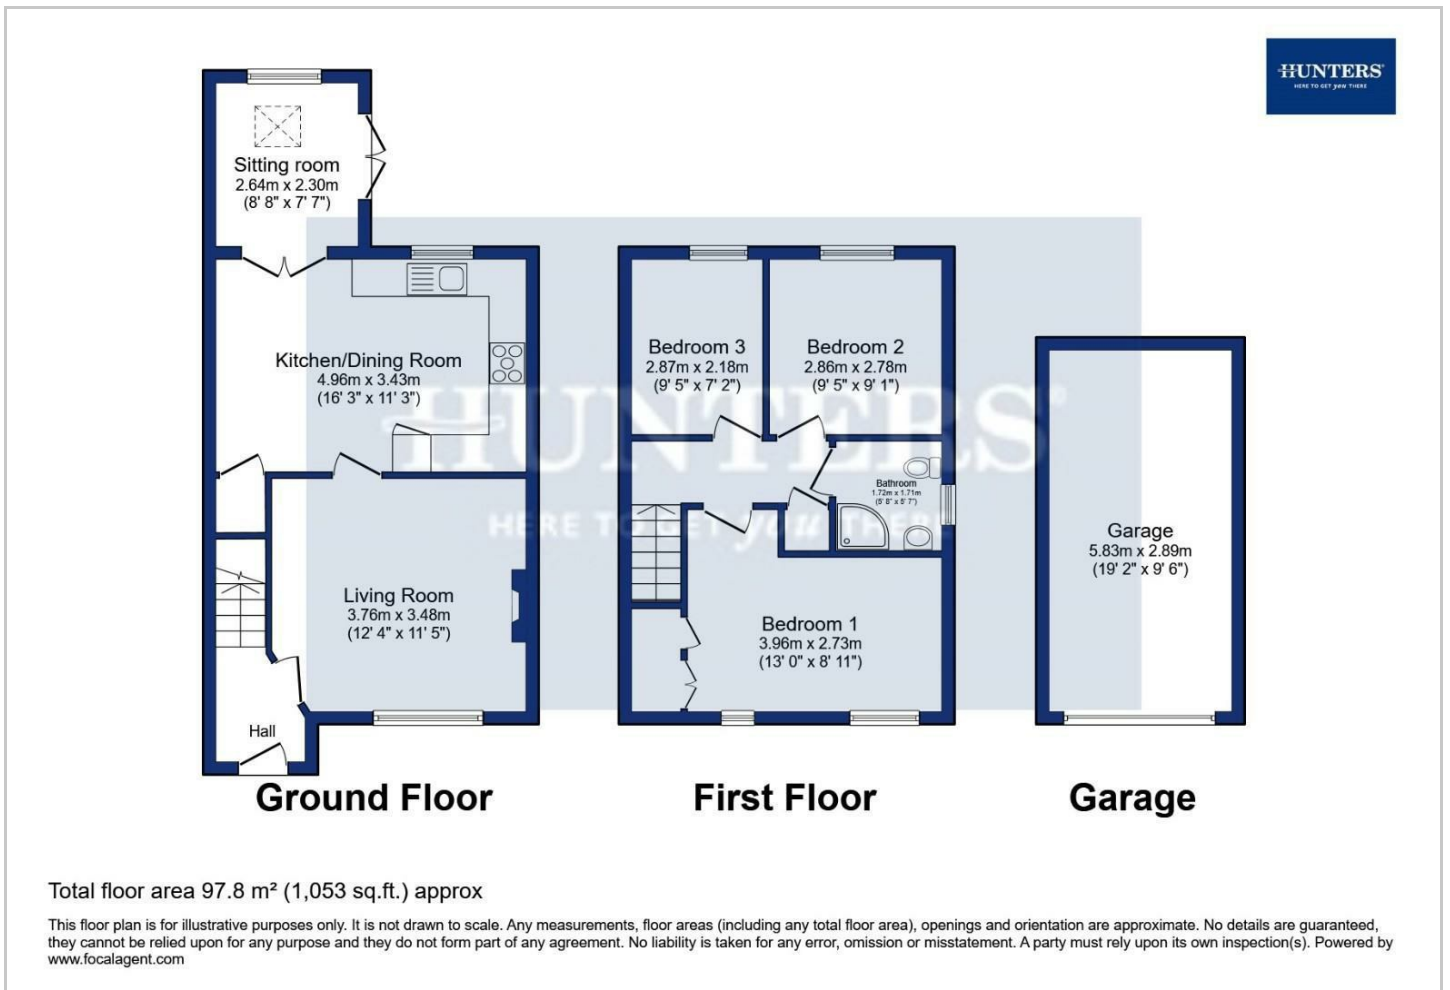 HUNTERS
HERE TO GET you THERE
Sitting room
2.64m x 2.30m
(8' 8" x 7' 7")
Kitchen/Dining Room
4.96m x 3.43m
(16' 3" x 11' 3")
Living Room
3.76m x 3.48m
(12' 4" x 11' 5")
Hall
Ground Floor
Bedroom 3
2.87m x 2.18m
(9' 5" x 7' 2")
Bedroom 2
2.86m x 2.78m
(9' 5" x 9' 1")
Bathroom
1.72m x 1.71m
(5' 8" x 5' 7")
Bedroom 1
3.96m x 2.73m
(13' 0" x 8' 11")
First Floor
Garage
5.83m x 2.89m
(19' 2" x 9' 6")
Garage
HUNTERS
HERE TO GET you THERE
Total floor area 97.8 m² (1,053 sq.ft.) approx
This floor plan is for illustrative purposes only. It is not drawn to scale. Any measurements, floor areas (including any total floor area), openings and orientation are approximate. No details are guaranteed,
they cannot be relied upon for any purpose and they do not form part of any agreement. No liability is taken for any error, omission or misstatement. A party must rely upon its own inspection(s). Powered by
www.focalagent.com